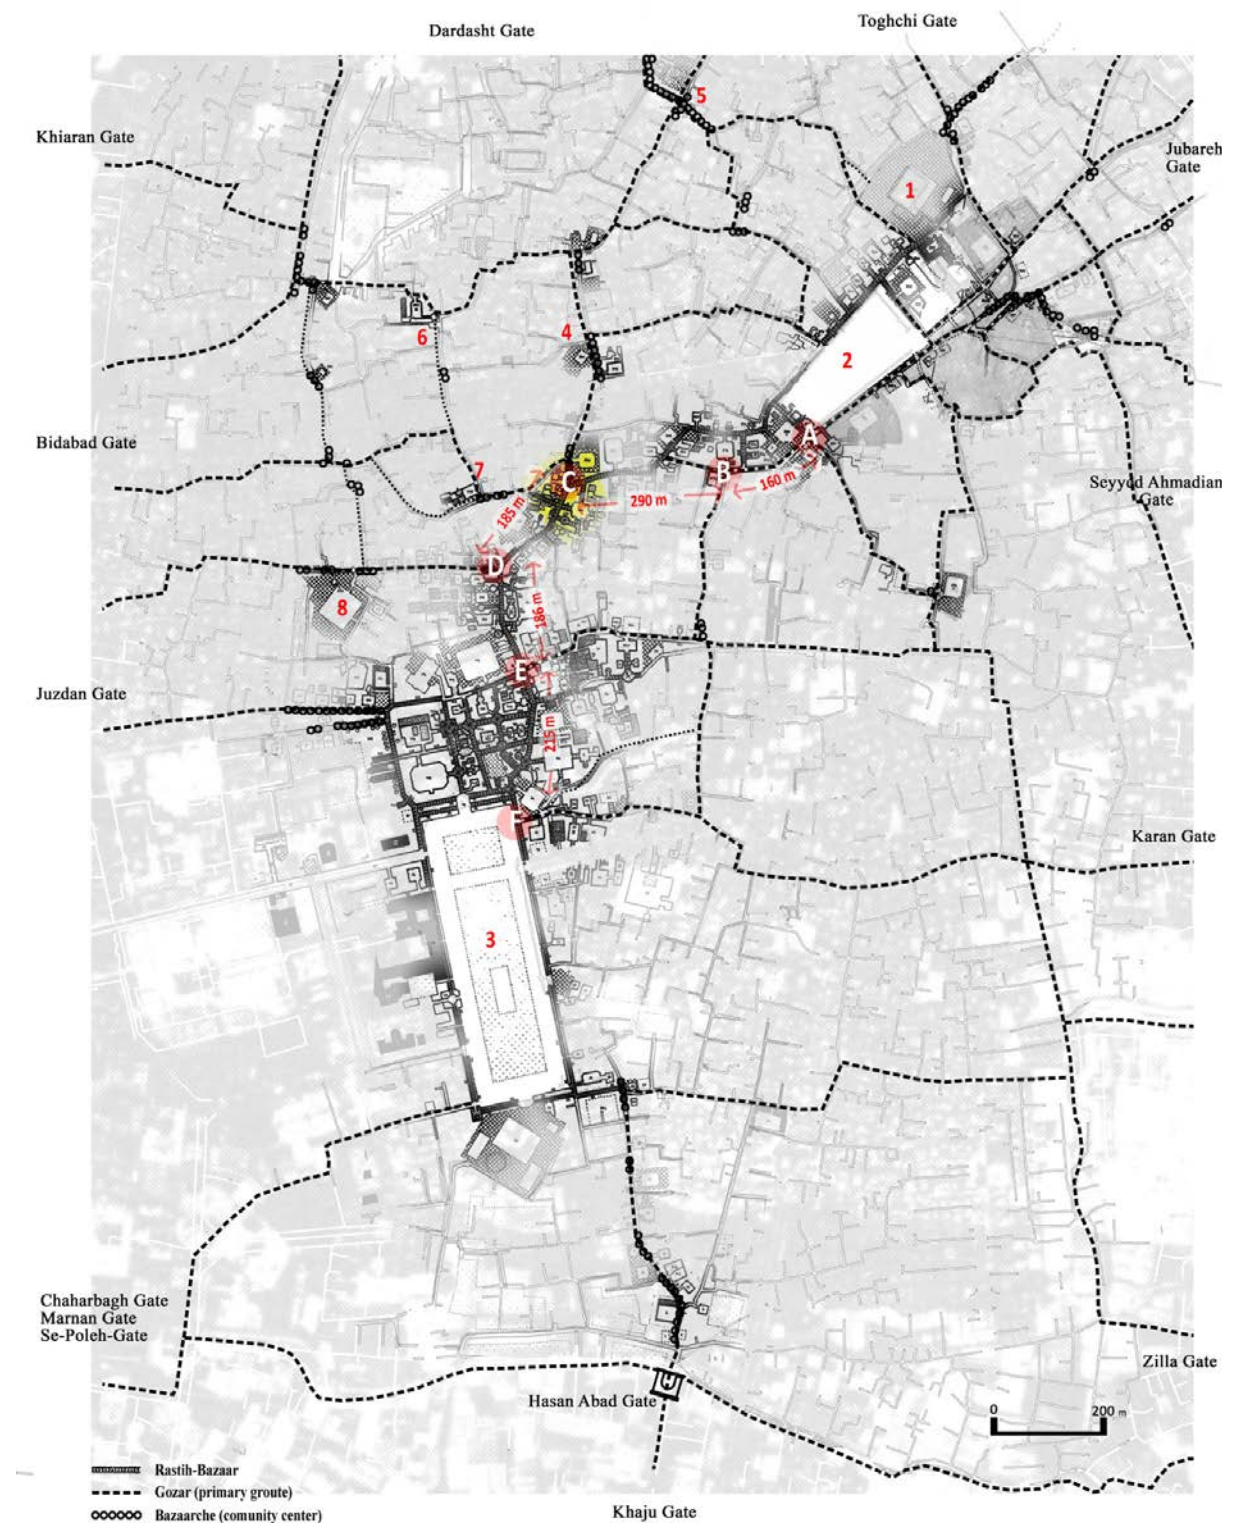 Toghchi Gate
Dardasht Gate
5
Khiaran Gate
Jubareh
Gate
1
4
6
2
A
Bidabad Gate
7
C
B
160 m
290 m
Seyyed Ahmadian
Gate
185 m
D
186 m
8
E
Juzdan Gate
215 m
F
Karan Gate
3
Chaharbagh Gate
Marnan Gate
Se-Poleh-Gate
Zilla Gate
Hasan Abad Gate
0 200 m
Rastih-Bazaar
Gozar (primary groute)
Bazaarche (comunity center)
Khaju Gate